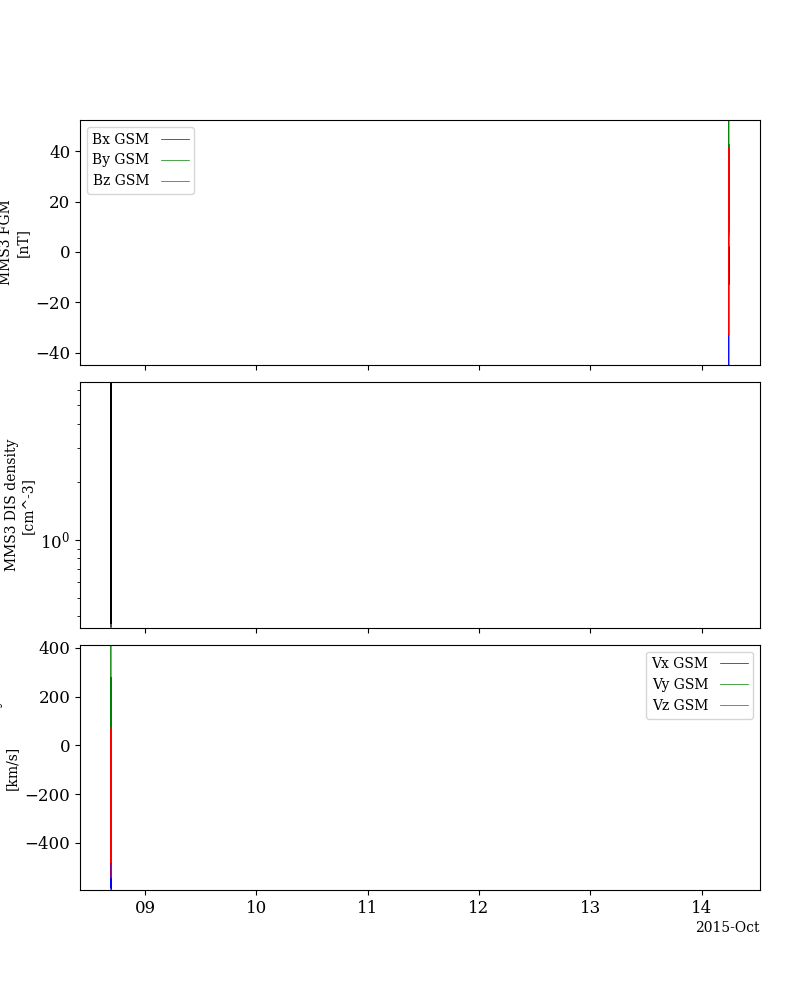 Bx GSM
By GSM
Bz GSM
40
20
0
−20
−40
MMS3 FGM
[nT]
10⁰
MMS3 DIS density
[cm^-3]
Vx GSM
Vy GSM
Vz GSM
400
200
0
−200
−400
[km/s]
09 10 11 12 13 14
2015-Oct